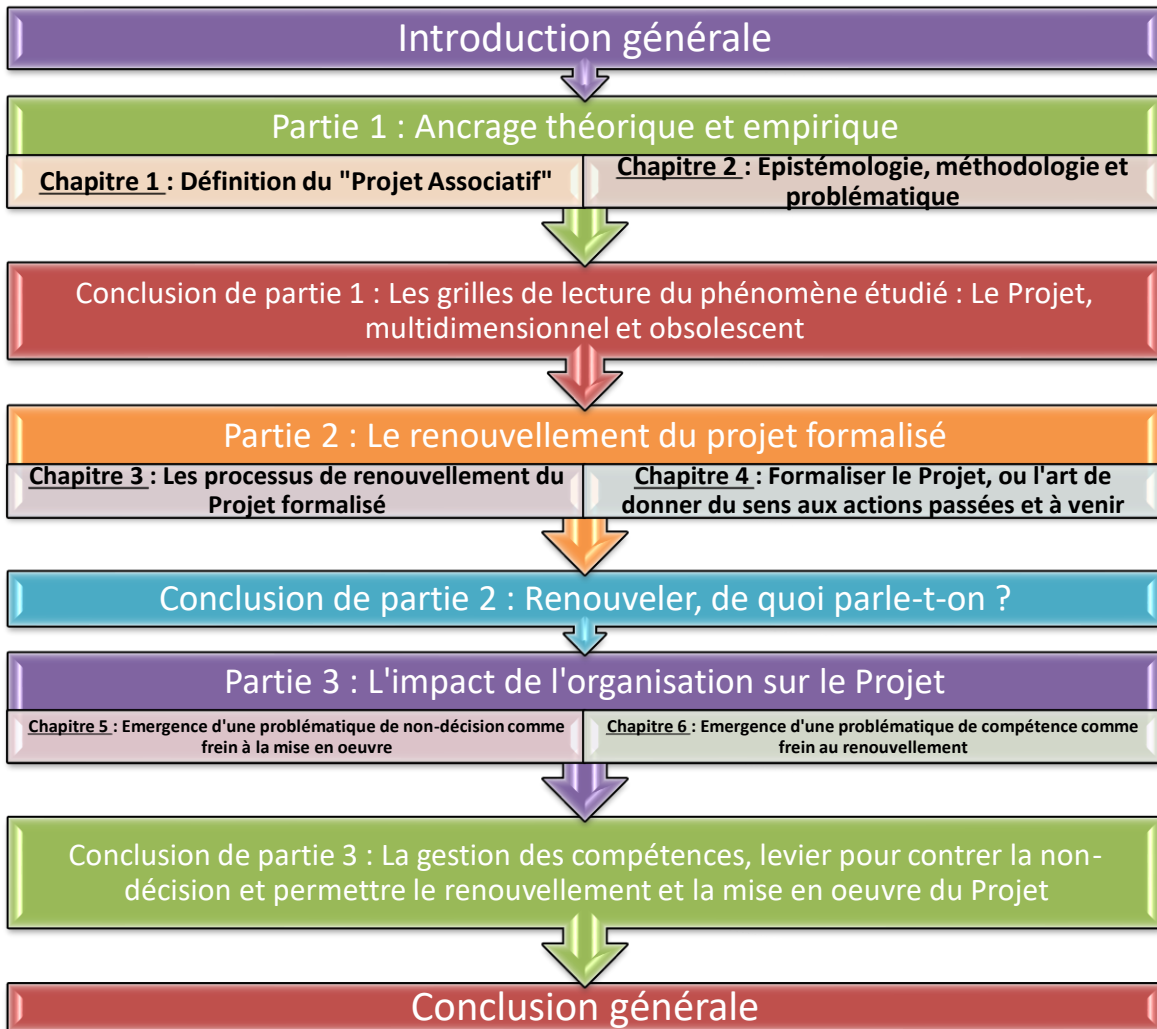 Introduction générale
Partie 1 : Ancrage théorique et empirique
Chapitre 1 : Définition du "Projet Associatif"
Chapitre 2 : Epistémologie, méthodologie et
problématique
Conclusion de partie 1 : Les grilles de lecture du phénomène étudié : Le Projet,
multidimensionnel et obsolescent
Partie 2 : Le renouvellement du projet formalisé
Chapitre 3 : Les processus de renouvellement du
Projet formalisé
Chapitre 4 : Formaliser le Projet, ou l'art de
donner du sens aux actions passées et à venir
Conclusion de partie 2 : Renouveler, de quoi parle-t-on ?
Partie 3 : L'impact de l'organisation sur le Projet
Chapitre 5 : Emergence d'une problématique de non-décision comme
frein à la mise en oeuvre
Chapitre 6 : Emergence d'une problématique de compétence comme
frein au renouvellement
Conclusion de partie 3 : La gestion des compétences, levier pour contrer la non-
décision et permettre le renouvellement et la mise en oeuvre du Projet
Conclusion générale